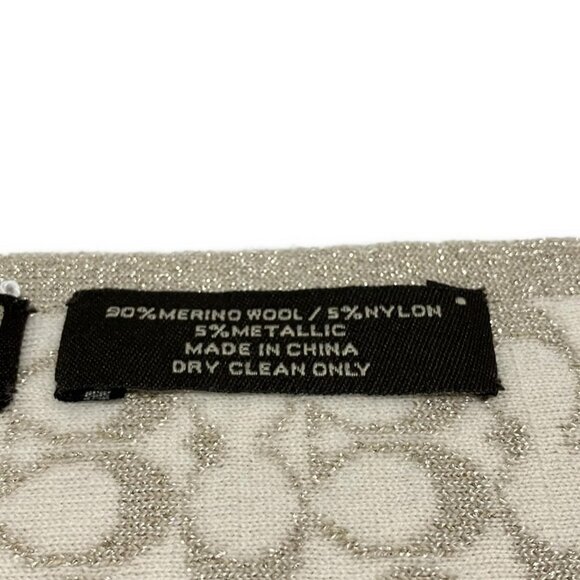 90% MERINO WOOL / 5% NYLON
5% METALLIC
MADE IN CHINA
DRY CLEAN ONLY